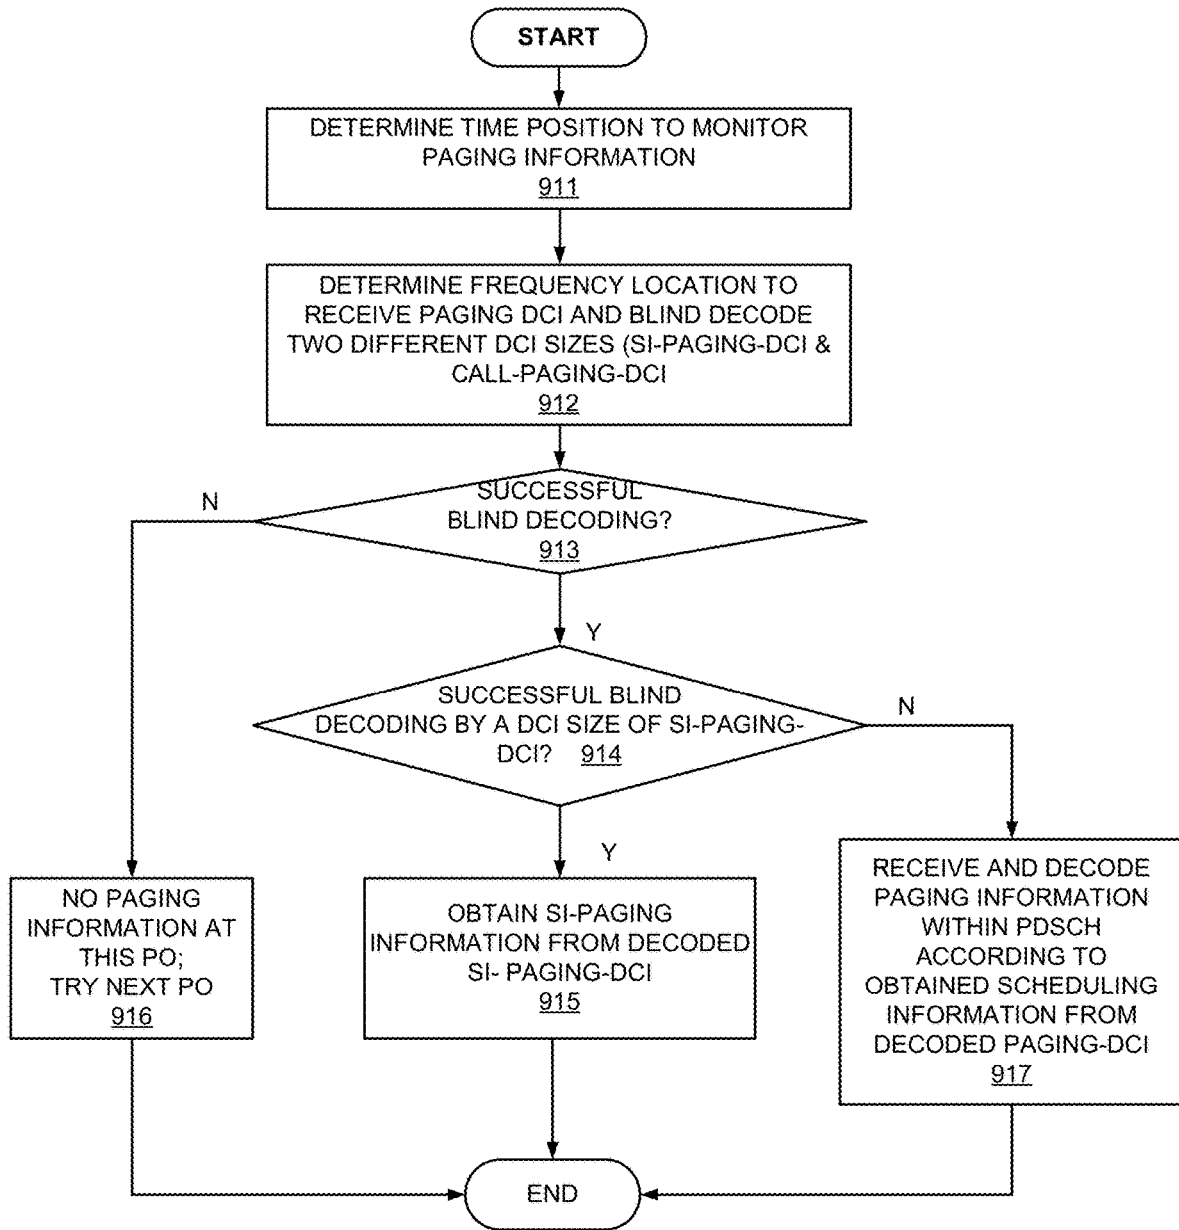 START
DETERMINE TIME POSITION TO MONITOR
PAGING INFORMATION
911
DETERMINE FREQUENCY LOCATION TO
RECEIVE PAGING DCI AND BLIND DECODE
TWO DIFFERENT DCI SIZES (SI-PAGING-DCI &
CALL-PAGING-DCI
912
SUCCESSFUL
BLIND DECODING?
913
N
Y
SUCCESSFUL BLIND
DECODING BY A DCI SIZE OF SI-PAGING-
DCI? 914
N
Y
NO PAGING
INFORMATION AT
THIS PO;
TRY NEXT PO
916
OBTAIN SI-PAGING
INFORMATION FROM DECODED
SI- PAGING-DCI
915
RECEIVE AND DECODE
PAGING INFORMATION
WITHIN PDSCH
ACCORDING TO
OBTAINED SCHEDULING
INFORMATION FROM
DECODED PAGING-DCI
917
END